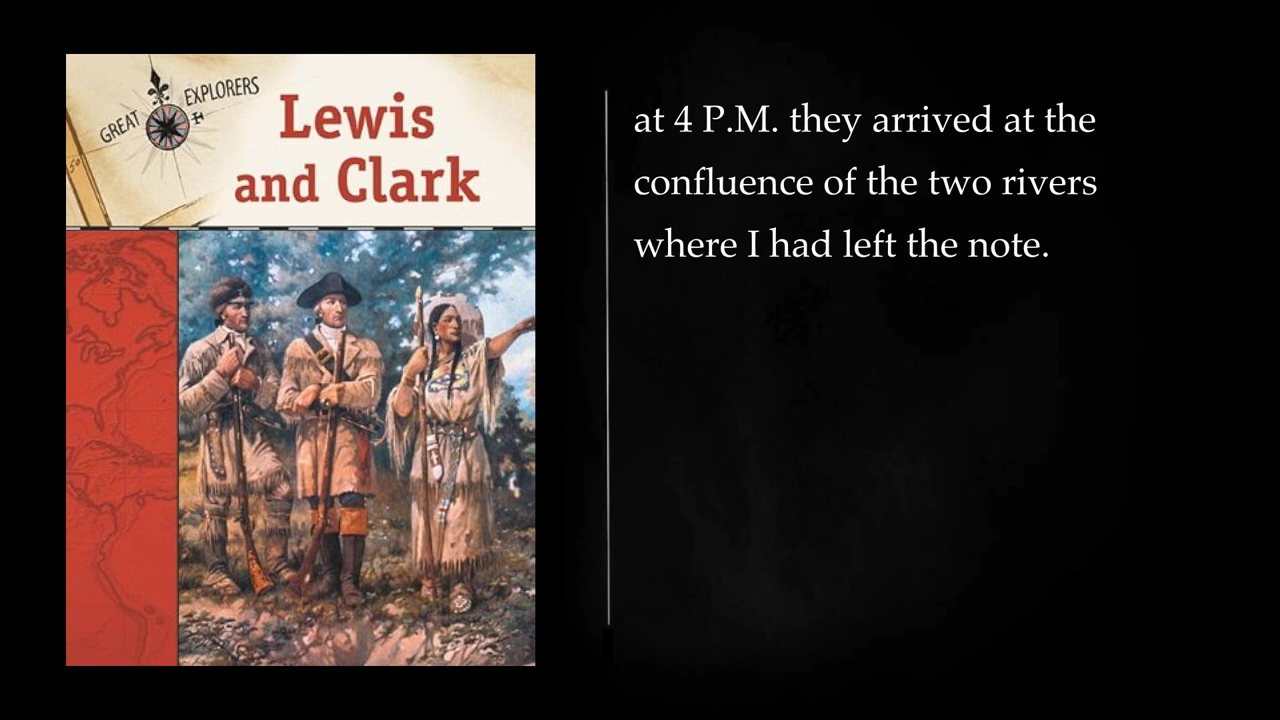 GREAT EXPLORERS
Lewis
and Clark
at 4 P.M. they arrived at the
confluence of the two rivers
where I had left the note.